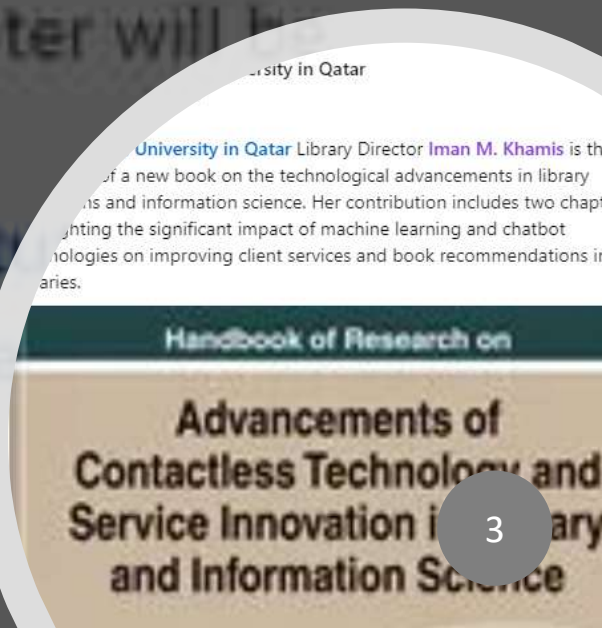 ter will be
rsity in Qatar
University in Qatar Library Director Iman M. Khamis is th
of a new book on the technological advancements in library
ns and information science. Her contribution includes two chapt
ghting the significant impact of machine learning and chatbot
nologies on improving client services and book recommendations in
aries.
Handbook of Research on
Advancements of
Contactless Technology and
Service Innovation i ary
and Information Science
3